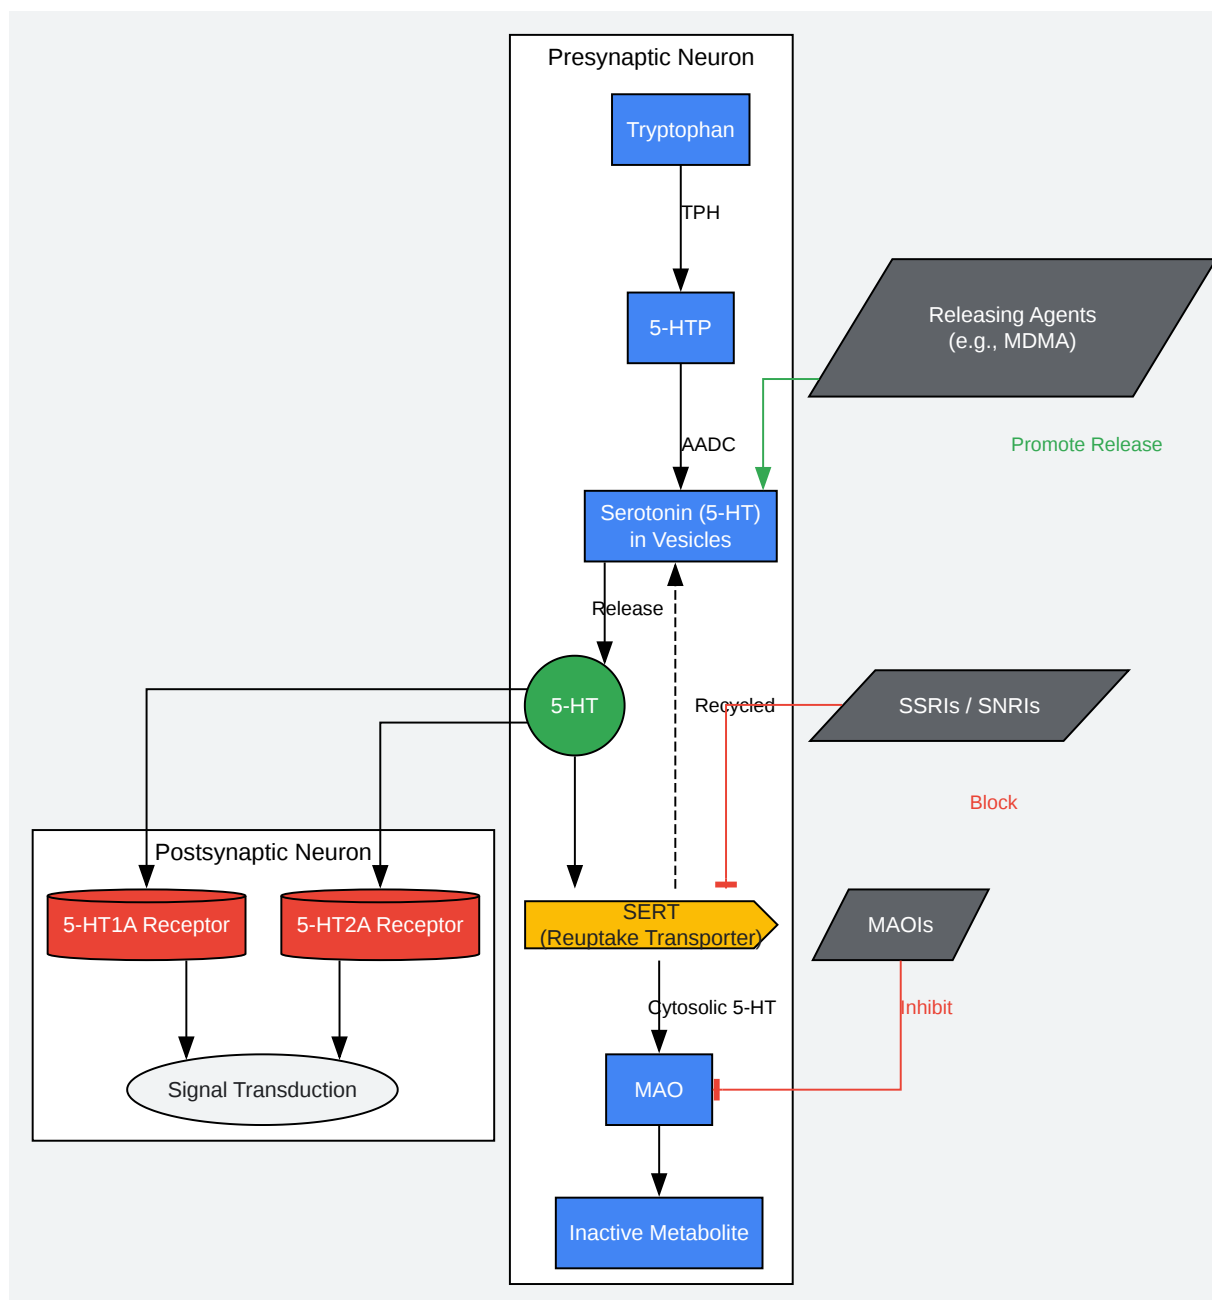 Presynaptic Neuron
Tryptophan
TPH
5-HTP
Releasing Agents
(e.g., MDMA)
AADC
Promote Release
Serotonin (5-HT)
in Vesicles
Release
5-HT
Recycled
SSRIs / SNRIs
Block
Postsynaptic Neuron
5-HT1A Receptor
5-HT2A Receptor
SERT
(Reuptake Transporter)
MAOIs
Cytosolic 5-HT
Inhibit
Signal Transduction
MAO
Inactive Metabolite